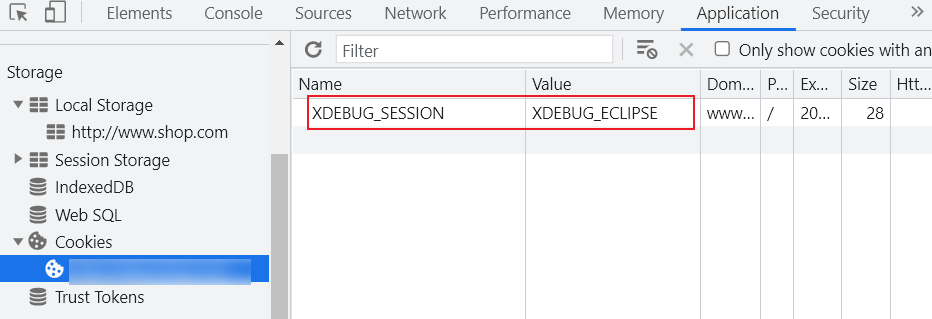 Elements Console Sources Network Performance Memory Application Security »
Filter
Only show cookies with an
Storage
Local Storage
http://www.shop.com
Session Storage
IndexedDB
Web SQL
Cookies
Trust Tokens
Name Value Dom... P... Ex... Size Htt...
XDEBUG_SESSION XDEBUG_ECLIPSE www... / 20... 28